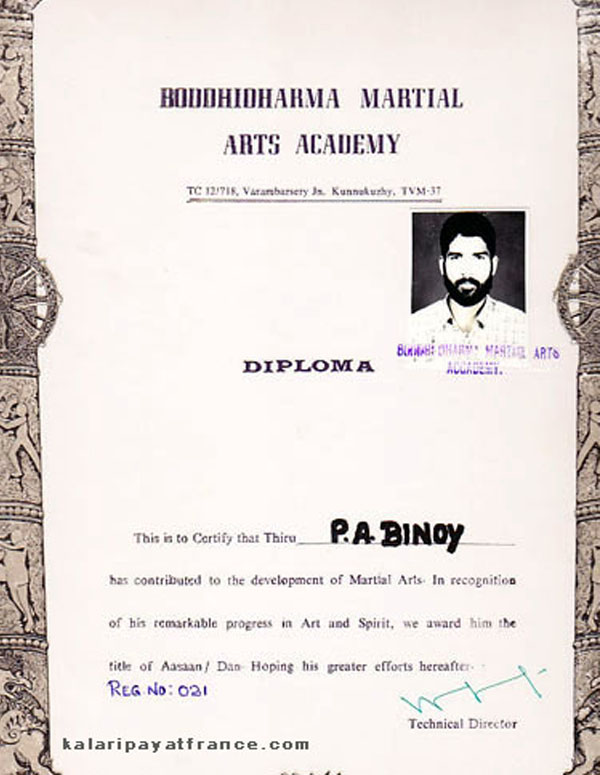 BODDHIDHARMA MARTIAL
ARTS ACADEMY
TC 12/718, Varambarsery Jn. Kunnukuzhy, TVM-37
MARTIAL ARTS
ACCADEMY.
DIPLOMA
This is to Certify that Thiru P.A. BINOY
has contributed to the development of Martial Arts. In recognition
of his remarkable progress in Art and Spirit, we award him the
title of Aasaan / Dan. Hoping his greater efforts hereafter.
REG. NO: 021
Technical Director
kalaripayatfrance.com